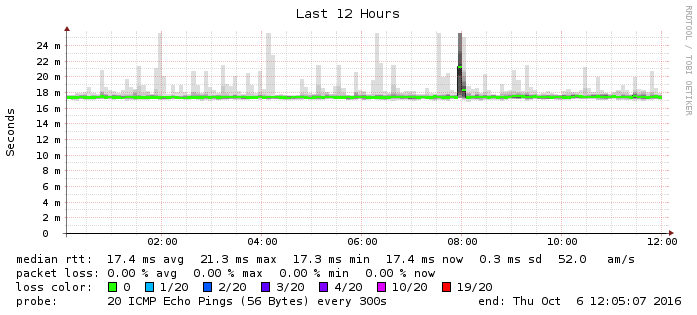 Last 12 Hours
RRDTOOL / TOBI OETIKER
Seconds
24 m
22 m
20 m
18 m
16 m
14 m
12 m
10 m
8 m
6 m
4 m
2 m
0
02:00 04:00 06:00 08:00 10:00 12:00
median rtt: 17.4 ms avg 21.3 ms max 17.3 ms min 17.4 ms now 0.3 ms sd 52.0 am/s
packet loss: 0.00 % avg 0.00 % max 0.00 % min 0.00 % now
loss color: 0 1/20 2/20 3/20 4/20 10/20 19/20
probe: 20 ICMP Echo Pings (56 Bytes) every 300s end: Thu Oct 6 12:05:07 2016